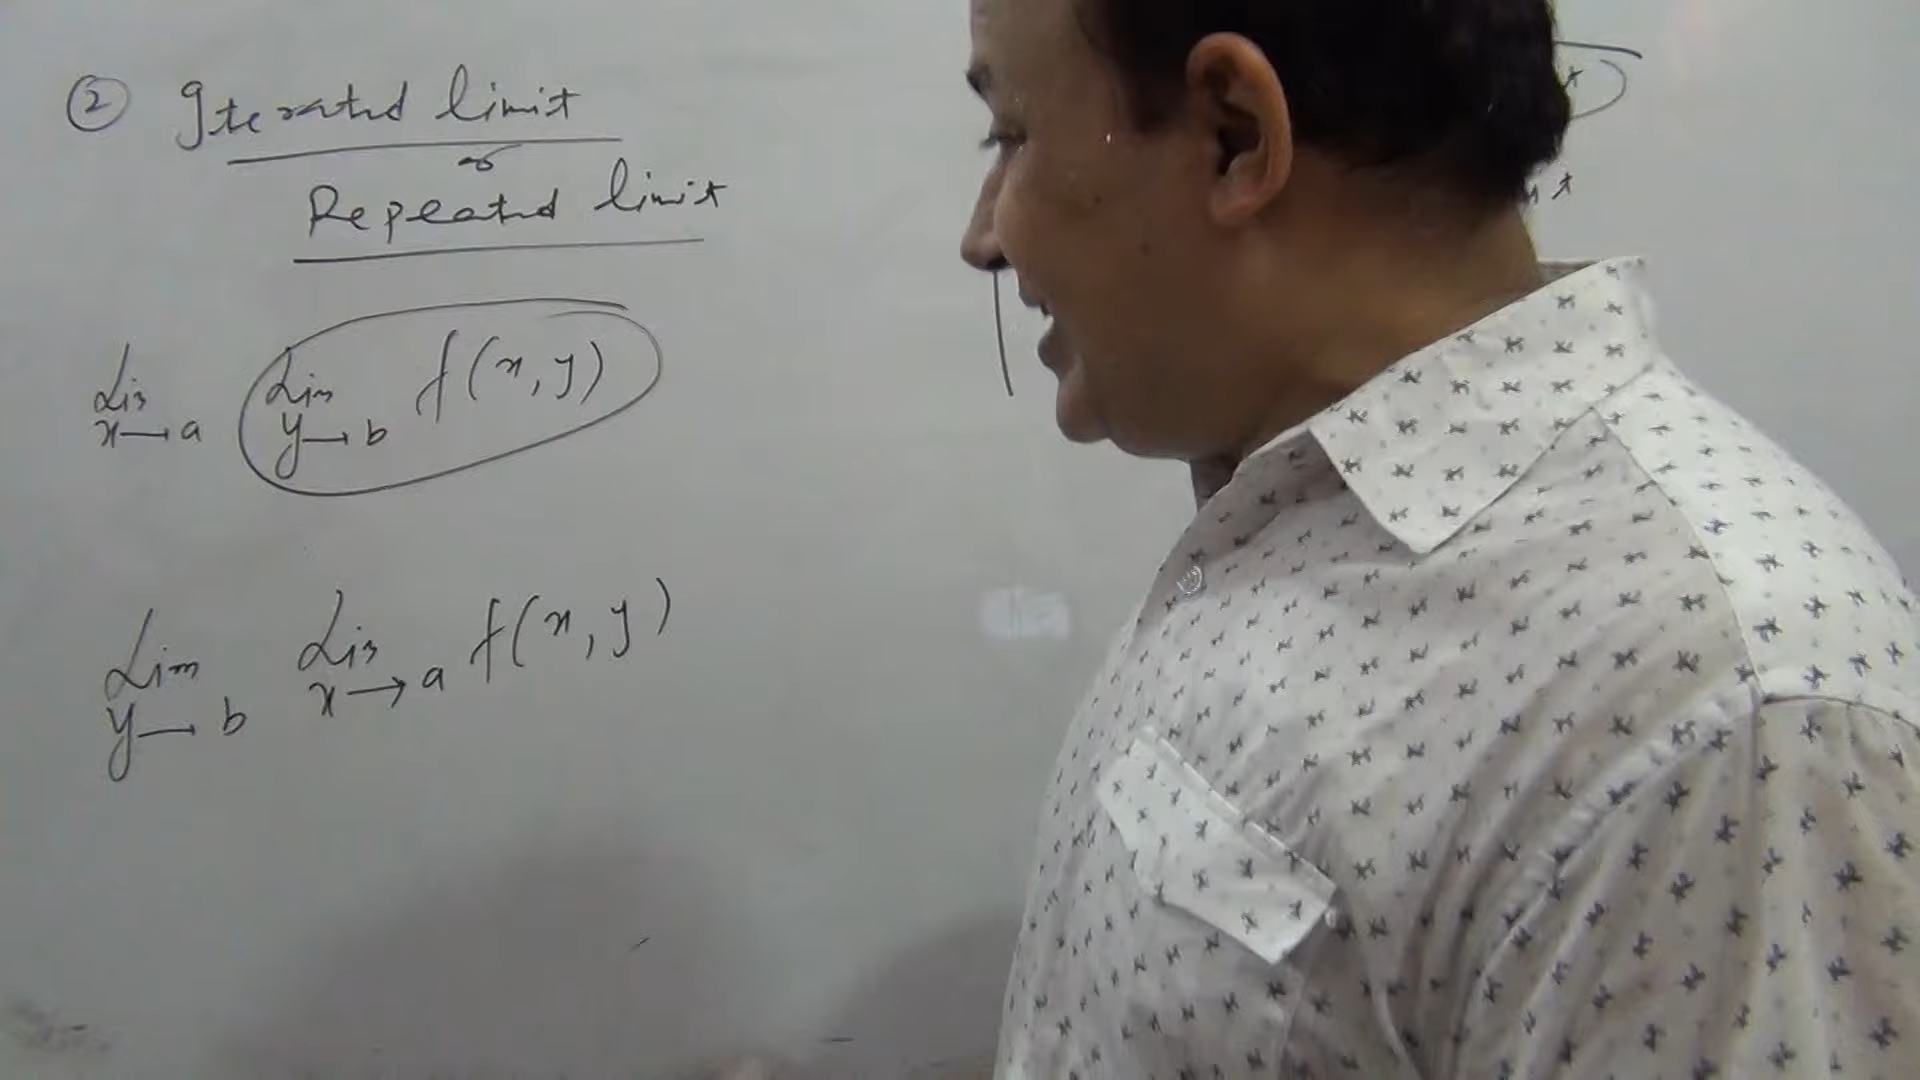 ② Iterated limit
or
Repeated limit
Lim x→a Lim y→b f(x,y)
Lim y→b Lim x→a f(x,y)